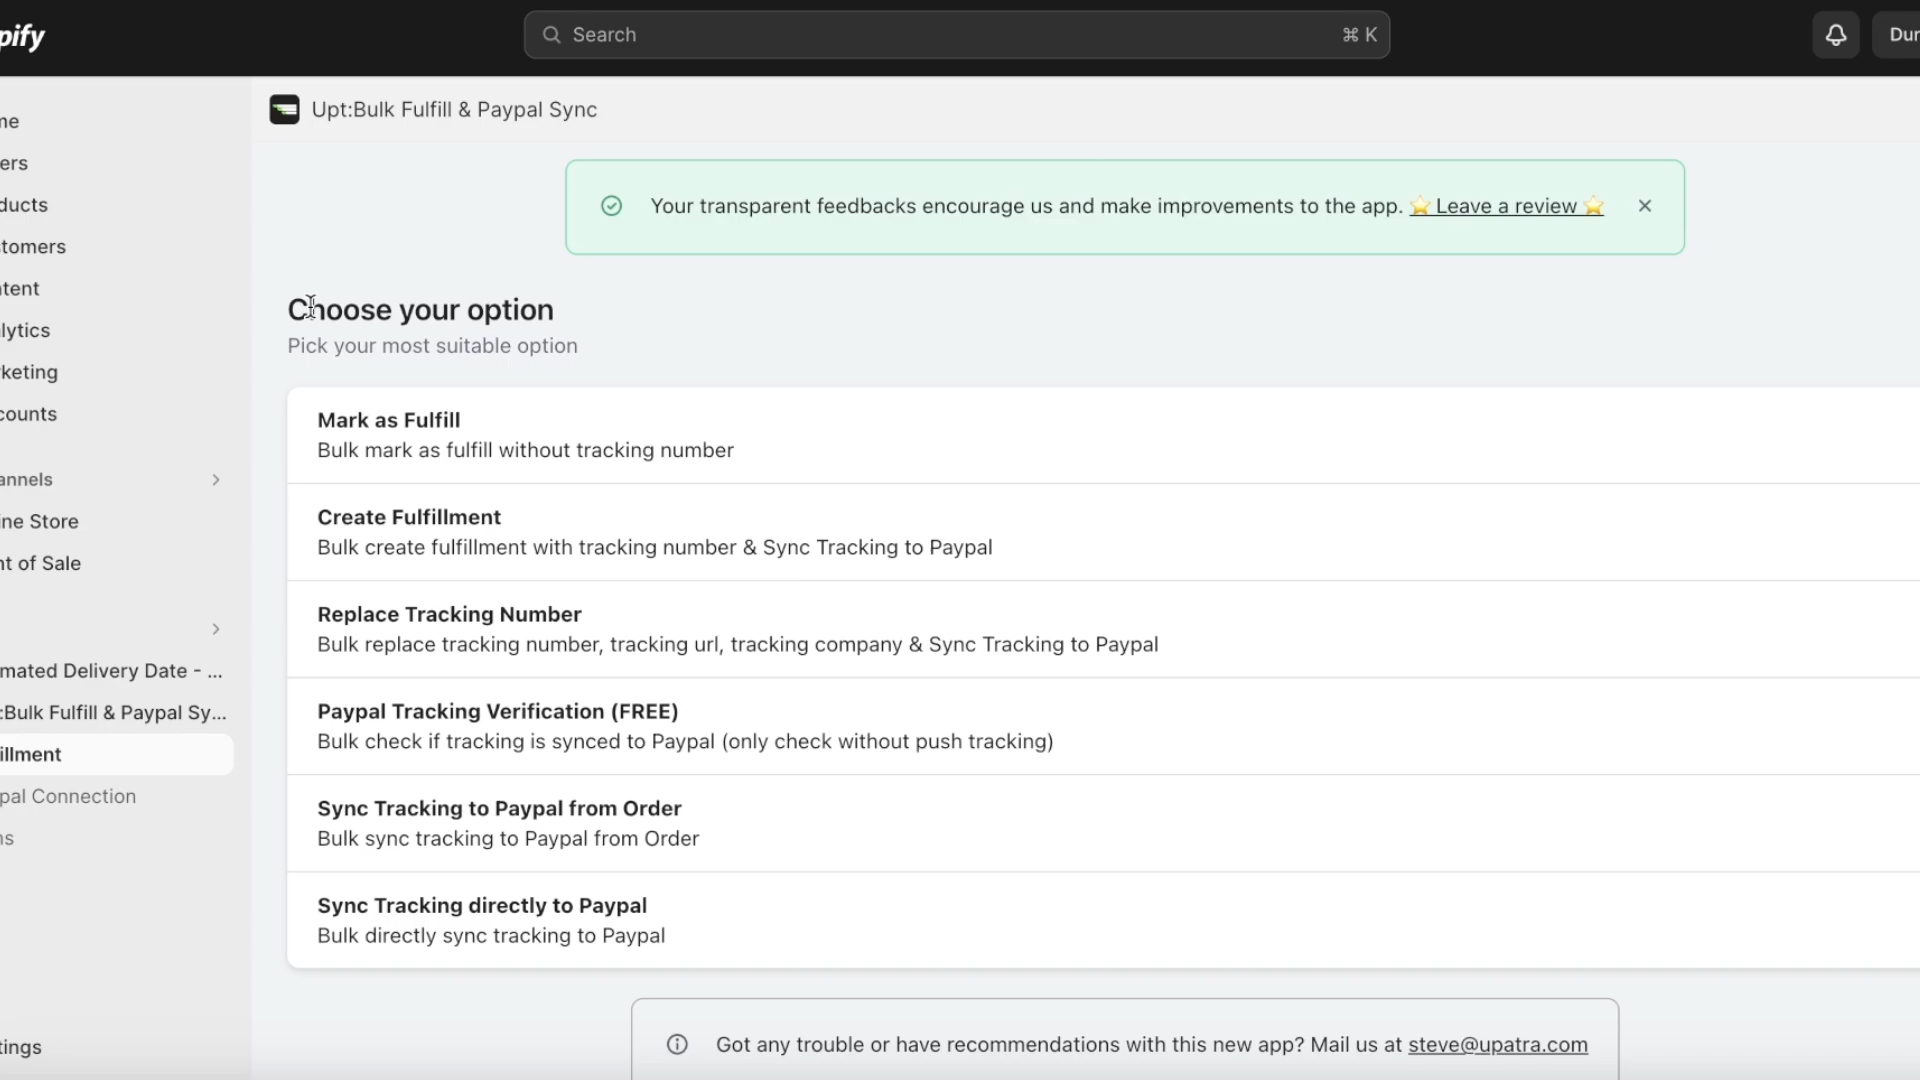 pify
Search
⌘ K
Dur
me
ers
ducts
tomers
tent
lytics
keting
counts
annels
ine Store
nt of Sale
mated Delivery Date - ...
:Bulk Fulfill & Paypal Sy...
illment
pal Connection
ns
tings
Upt:Bulk Fulfill & Paypal Sync
Your transparent feedbacks encourage us and make improvements to the app. ⭐ Leave a review ⭐
Choose your option
Pick your most suitable option
Mark as Fulfill
Bulk mark as fulfill without tracking number
Create Fulfillment
Bulk create fulfillment with tracking number & Sync Tracking to Paypal
Replace Tracking Number
Bulk replace tracking number, tracking url, tracking company & Sync Tracking to Paypal
Paypal Tracking Verification (FREE)
Bulk check if tracking is synced to Paypal (only check without push tracking)
Sync Tracking to Paypal from Order
Bulk sync tracking to Paypal from Order
Sync Tracking directly to Paypal
Bulk directly sync tracking to Paypal
Got any trouble or have recommendations with this new app? Mail us at steve@upatra.com